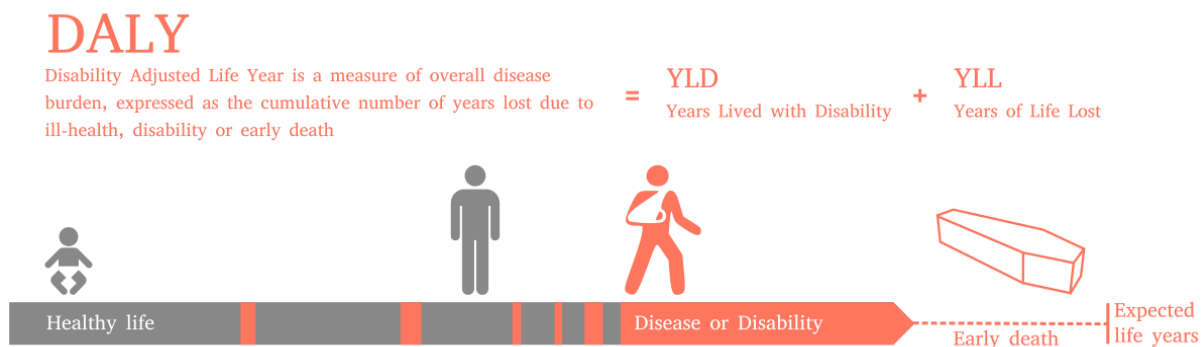 DALY
Disability Adjusted Life Year is a measure of overall disease
burden, expressed as the cumulative number of years lost due to
ill-health, disability or early death
=
YLD
Years Lived with Disability
+
YLL
Years of Life Lost
Healthy life
Disease or Disability
Early death
Expected
life years